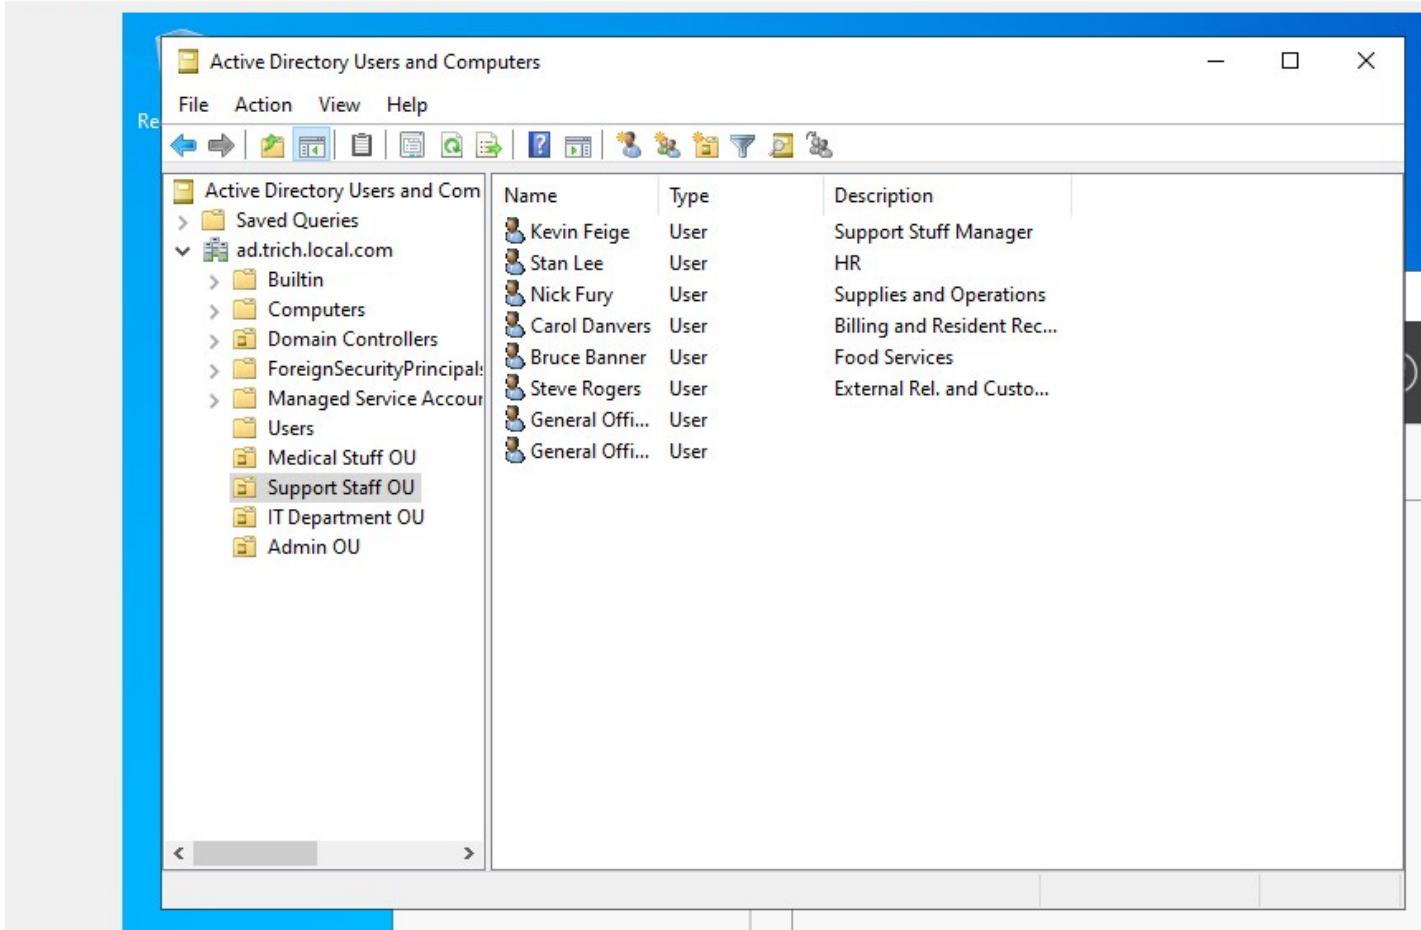 Re
Active Directory Users and Computers
File Action View Help
Active Directory Users and Com
Saved Queries
ad.trich.local.com
Builtin
Computers
Domain Controllers
ForeignSecurityPrincipals
Managed Service Accour
Users
Medical Stuff OU
Support Staff OU
IT Department OU
Admin OU
Name Type Description
Kevin Feige User Support Stuff Manager
Stan Lee User HR
Nick Fury User Supplies and Operations
Carol Danvers User Billing and Resident Rec...
Bruce Banner User Food Services
Steve Rogers User External Rel. and Custo...
General Offi... User
General Offi... User